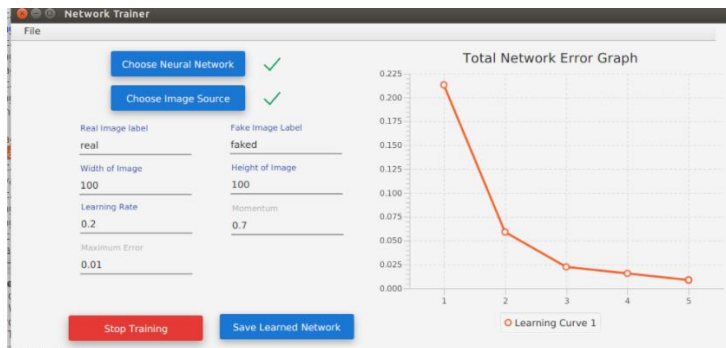 Network Trainer
File
Choose Neural Network
Choose Image Source
Real Image label
Fake Image Label
real
faked
Width of Image
Height of Image
100
100
Learning Rate
Momentum
0.2
0.7
Maximum Error
0.01
Stop Training
Save Learned Network
Total Network Error Graph
0.225
0.200
0.175
0.150
0.125
0.100
0.075
0.050
0.025
0.000
1 2 3 4 5
Learning Curve 1